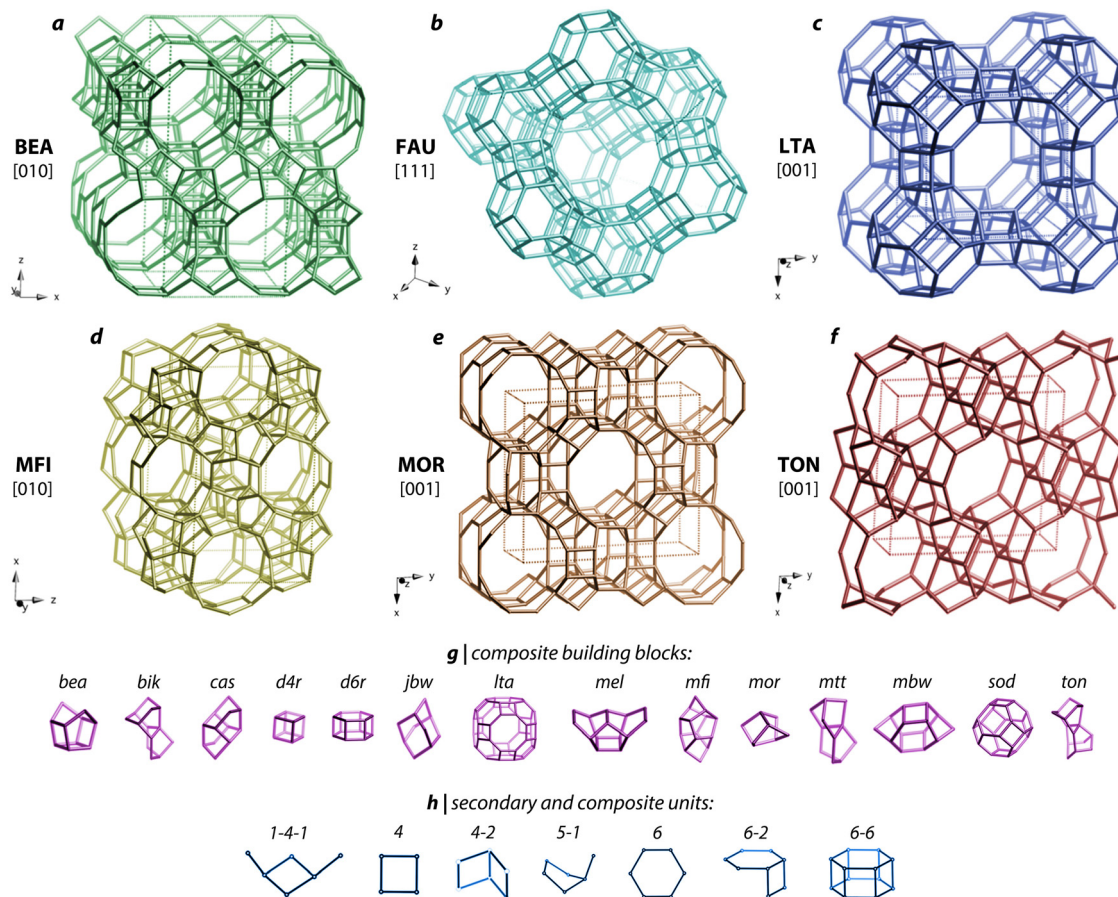 a
b
c
BEA
[010]
FAU
[111]
LTA
[001]
z
y
x
z
x
y
z
y
x
d
e
f
MFI
[010]
MOR
[001]
TON
[001]
x
z
y
z
y
x
z
y
x
g | composite building blocks:
bea bik cas d4r d6r jbw lta mel mfi mor mtt mbw sod ton
h | secondary and composite units:
1-4-1 4 4-2 5-1 6 6-2 6-6